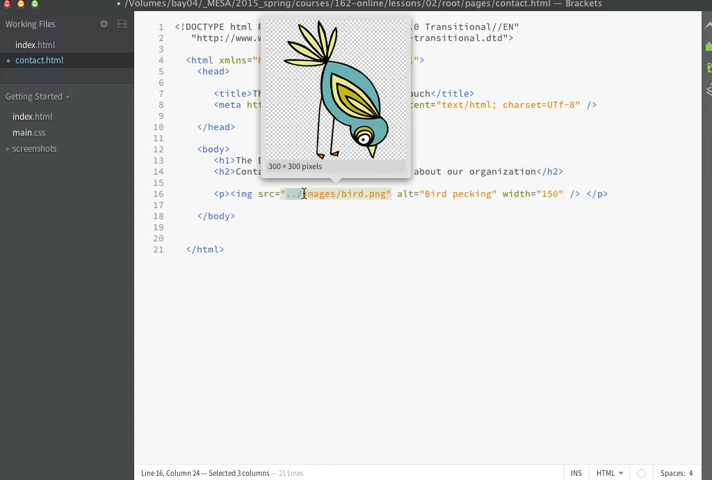 /Volumes/bay04/_MESA/2015_spring/courses/162-online/lessons/02/root/pages/contact.html — Brackets
Working Files
index.html
contact.html
Getting Started
index.html
main.css
screenshots
1 <!DOCTYPE html P 0 Transitional//EN"
2 "http://www.w -transitional.dtd">
3
4 <html xmlns="h ">
5 <head>
6
7 <title>Th ouch</title>
8 <meta htt tent="text/html; charset=UTf-8" />
9
10 </head>
11
12 <body>
13 <h1>The B
14 <h2>Conta about our organization</h2>
15
16 <p><img src="../images/bird.png" alt="Bird pecking" width="150" /> </p>
17
18 </body>
19
20
21 </html>
300 × 300 pixels
Line 16, Column 24 — Selected 3 columns — 21 Lines
INS HTML Spaces: 4